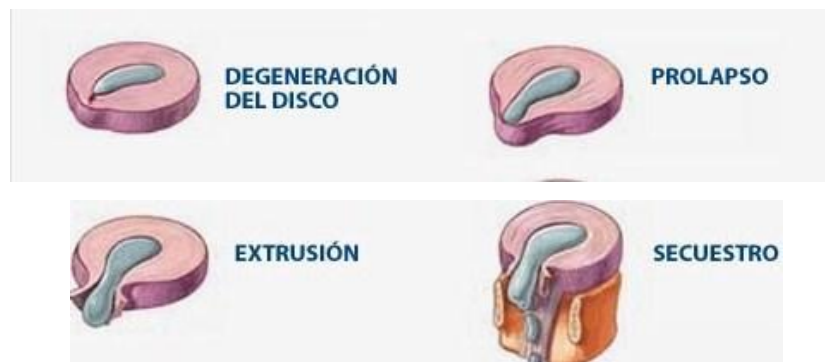 DEGENERACIÓN
DEL DISCO
PROLAPSO
EXTRUSIÓN
SECUESTRO